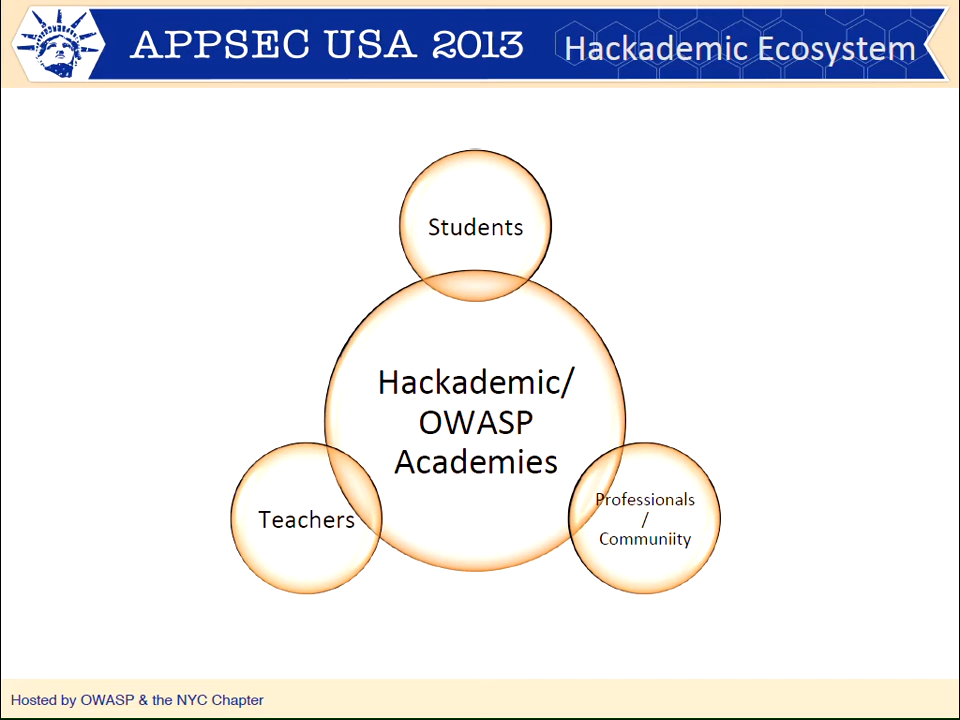 APPSEC USA 2013
Hackademic Ecosystem
Students
Hackademic/
OWASP
Academies
Teachers
Professionals
/
Communiity
Hosted by OWASP & the NYC Chapter